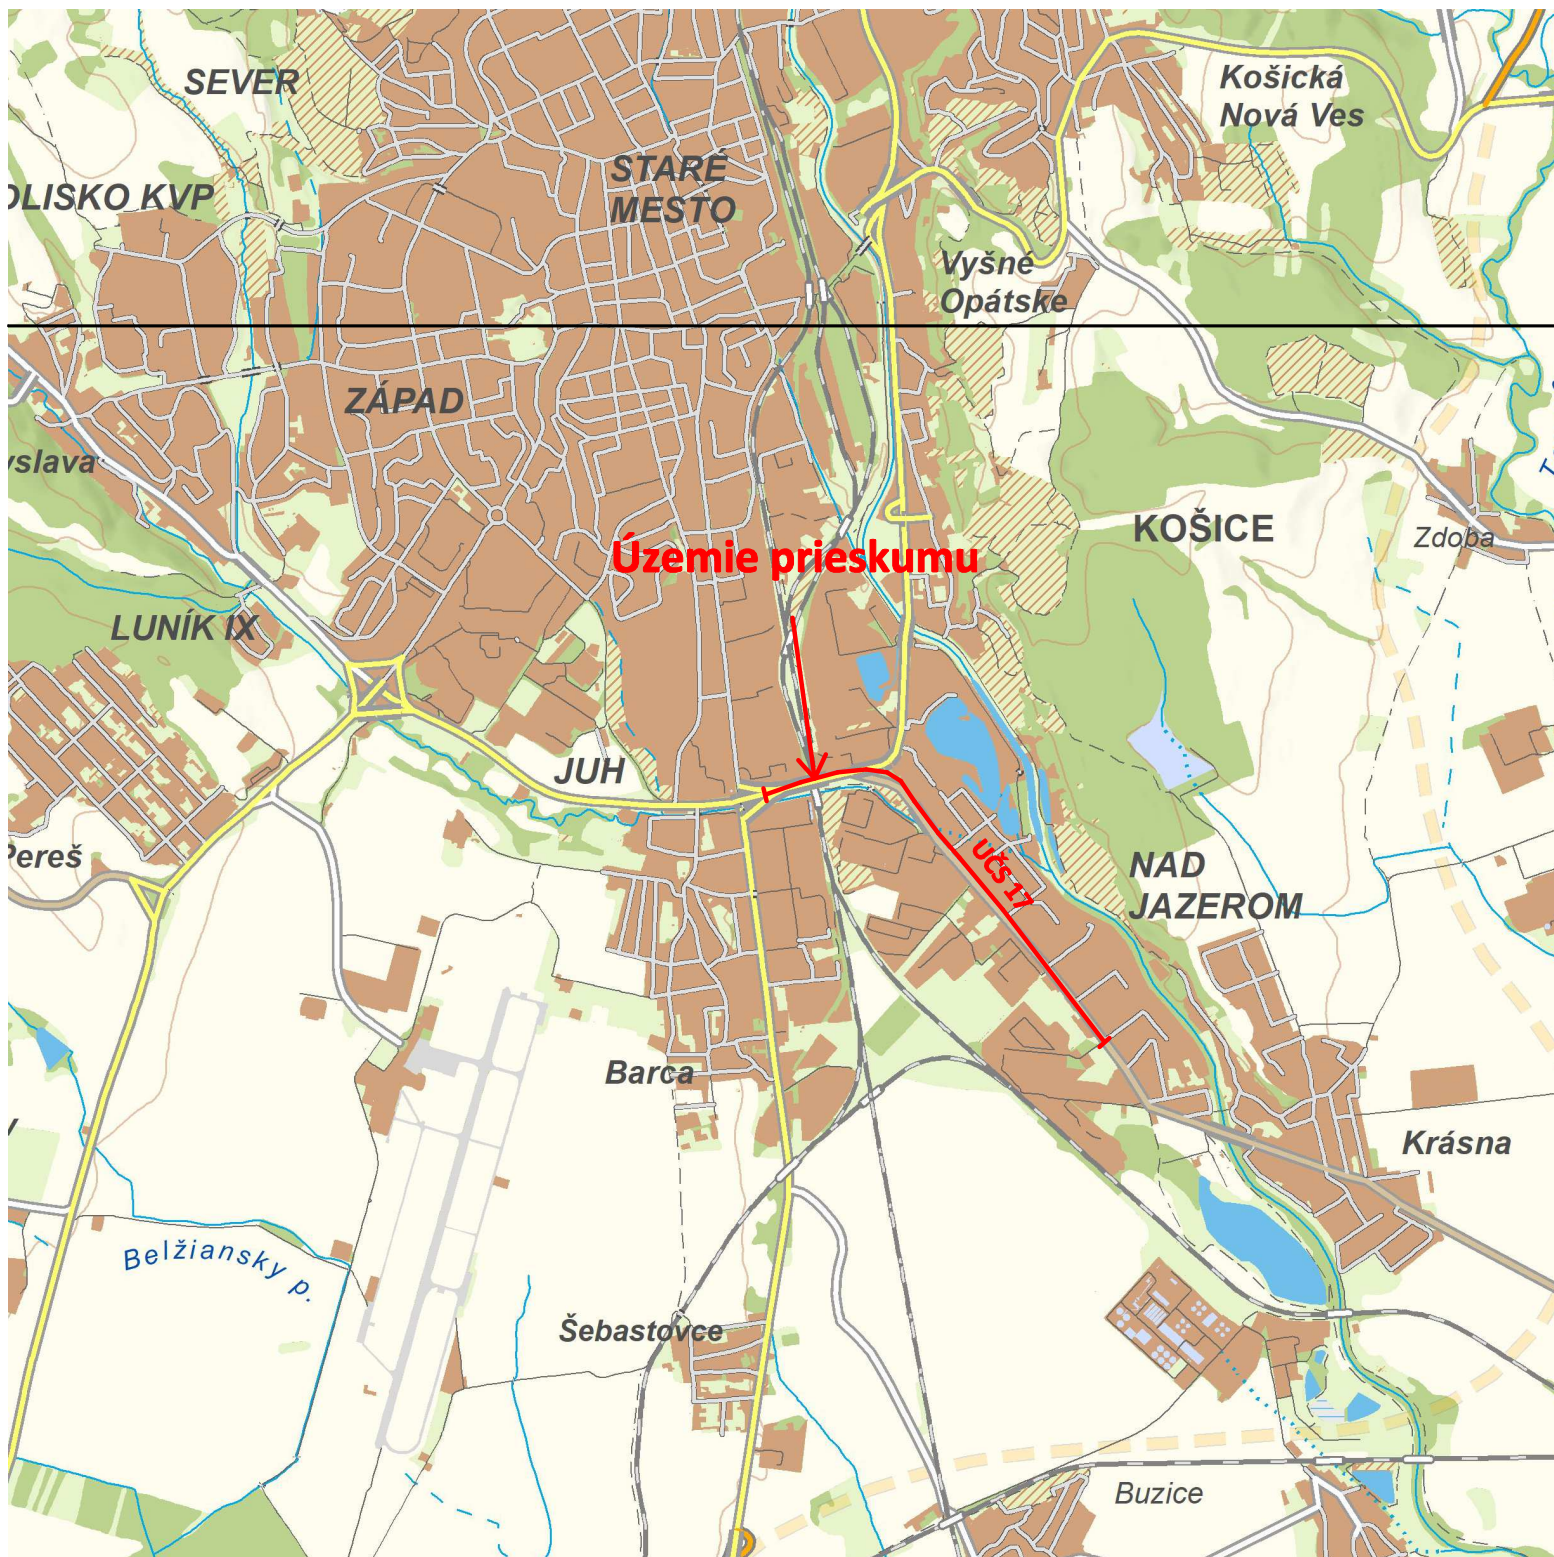 SEVER
Košická
Nová Ves
STARÉ
MESTO
OLISKO KVP
Vyšné
Opátske
ZÁPAD
yslava
KOŠICE
Zdoba
Územie prieskumu
LUNÍK IX
JUH
Pereš
UČS 17
NAD
JAZEROM
Barca
Krásna
Belžiansky p.
Šebastovce
Buzice